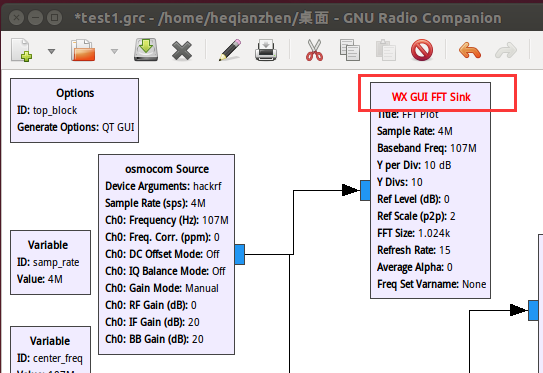 *test1.grc - /home/heqianzhen/桌面 - GNU Radio Companion
Options
ID: top_block
Generate Options: QT GUI
osmocom Source
Device Arguments: hackrf
Sample Rate (sps): 4M
Ch0: Frequency (Hz): 107M
Ch0: Freq. Corr. (ppm): 0
Ch0: DC Offset Mode: Off
Ch0: IQ Balance Mode: Off
Ch0: Gain Mode: Manual
Ch0: RF Gain (dB): 0
Ch0: IF Gain (dB): 20
Ch0: BB Gain (dB): 20
Variable
ID: samp_rate
Value: 4M
Variable
ID: center_freq
Value: 107M
WX GUI FFT Sink
Title: FFT Plot
Sample Rate: 4M
Baseband Freq: 107M
Y per Div: 10 dB
Y Divs: 10
Ref Level (dB): 0
Ref Scale (p2p): 2
FFT Size: 1.024k
Refresh Rate: 15
Average Alpha: 0
Freq Set Varname: None